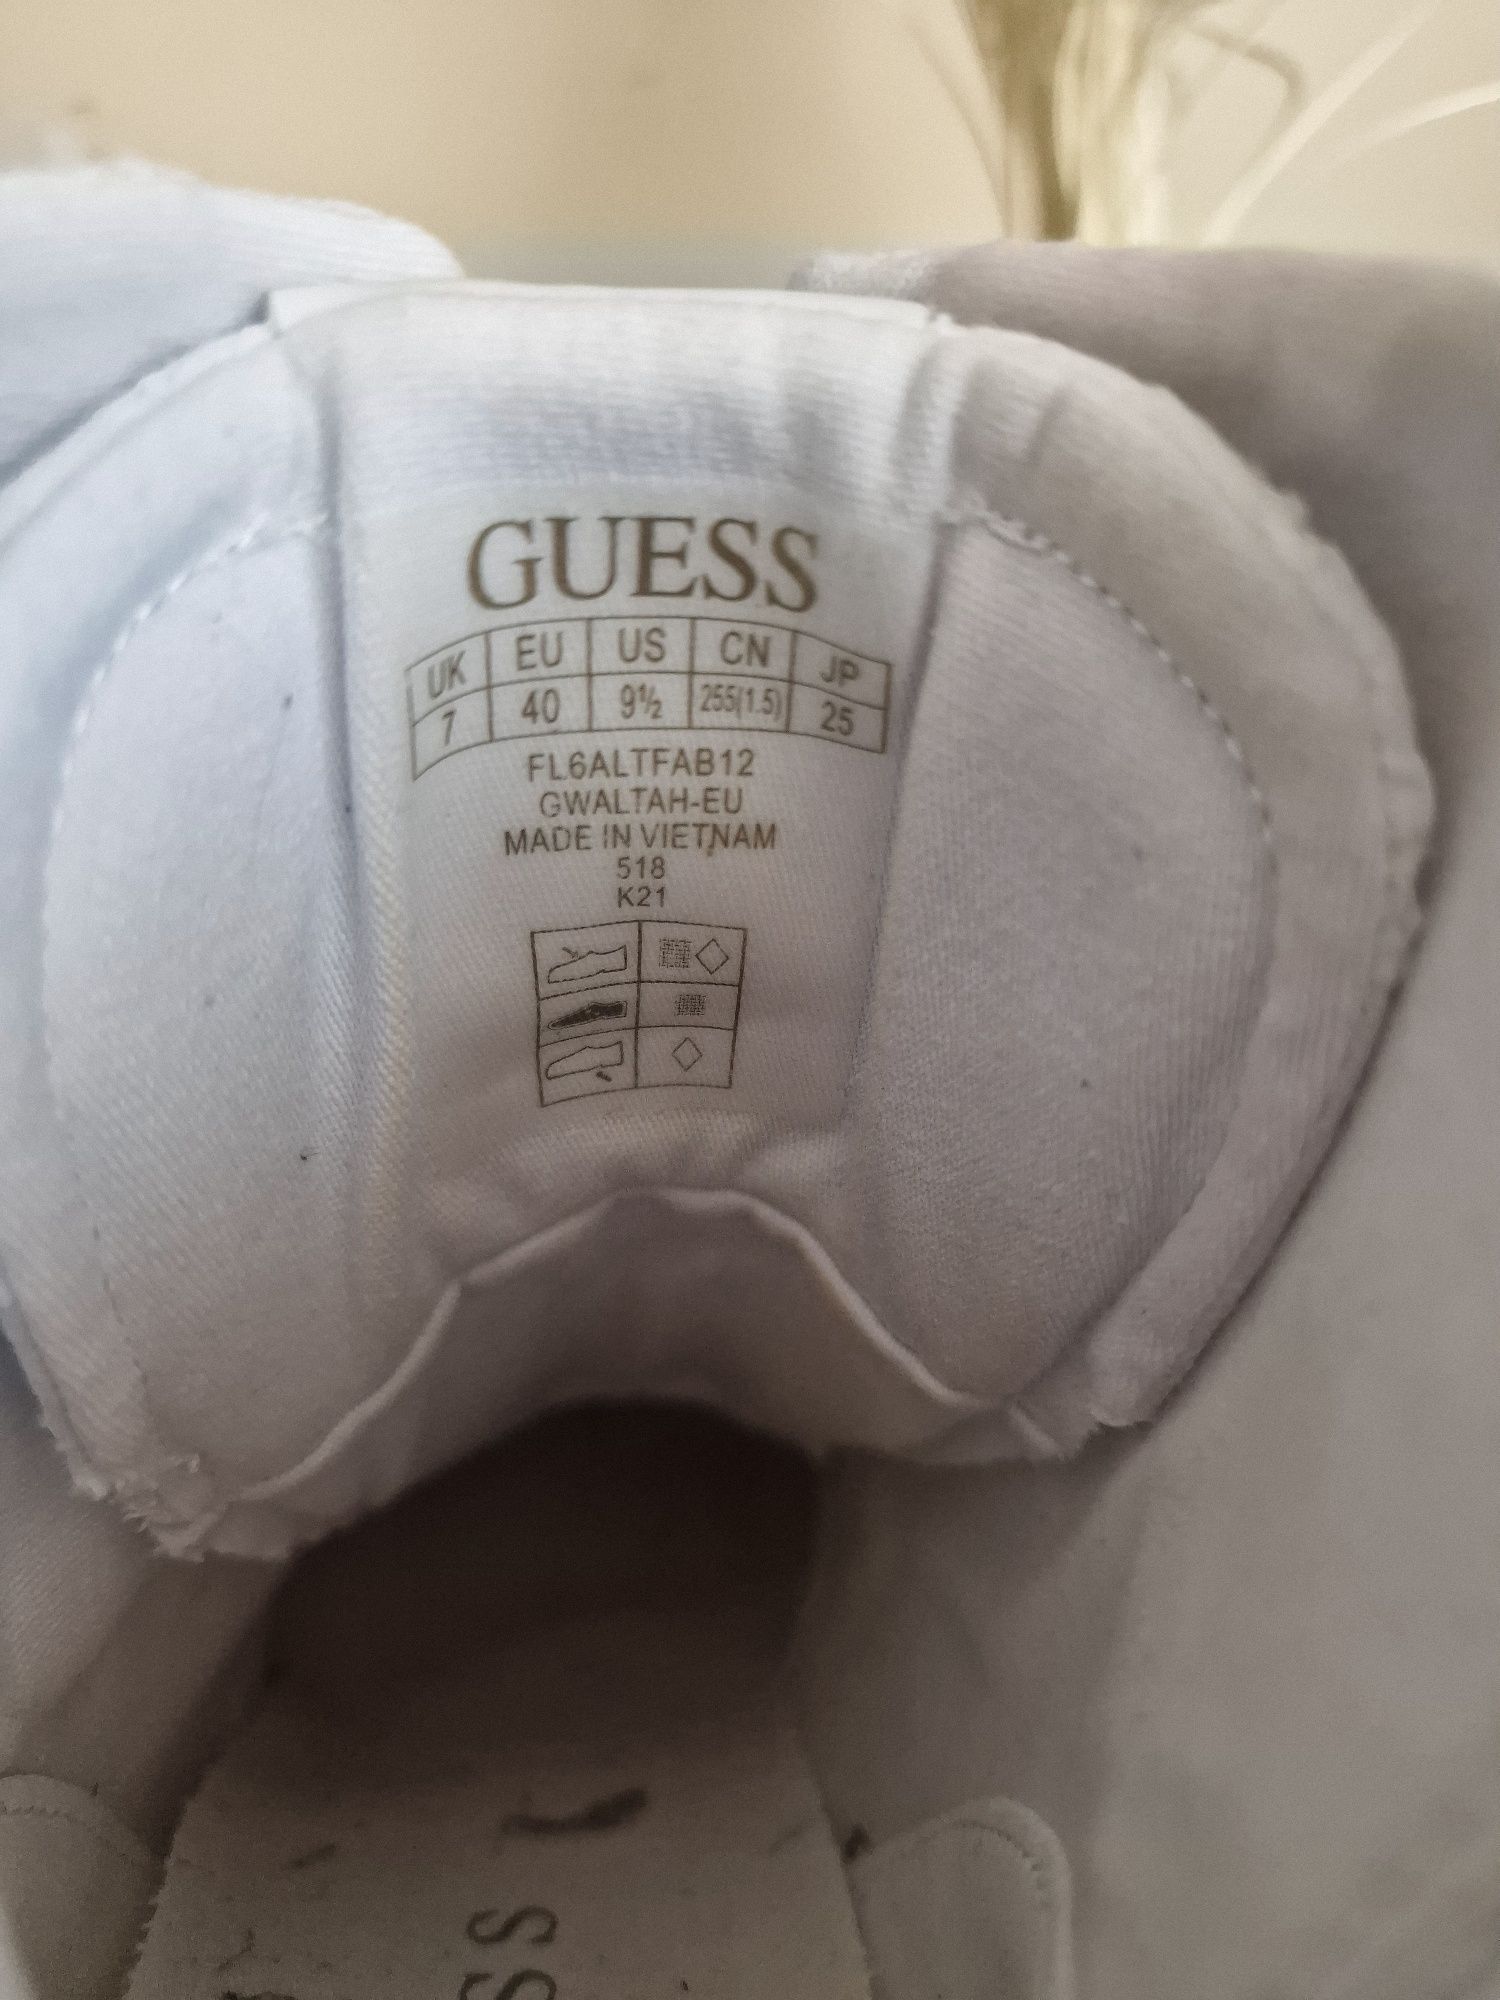 GUESS
UK EU US CN JP
7 40 9½ 255(1.5) 25
FL6ALTFAB12
GWALTAH-EU
MADE IN VIETNAM
518
K21
SS